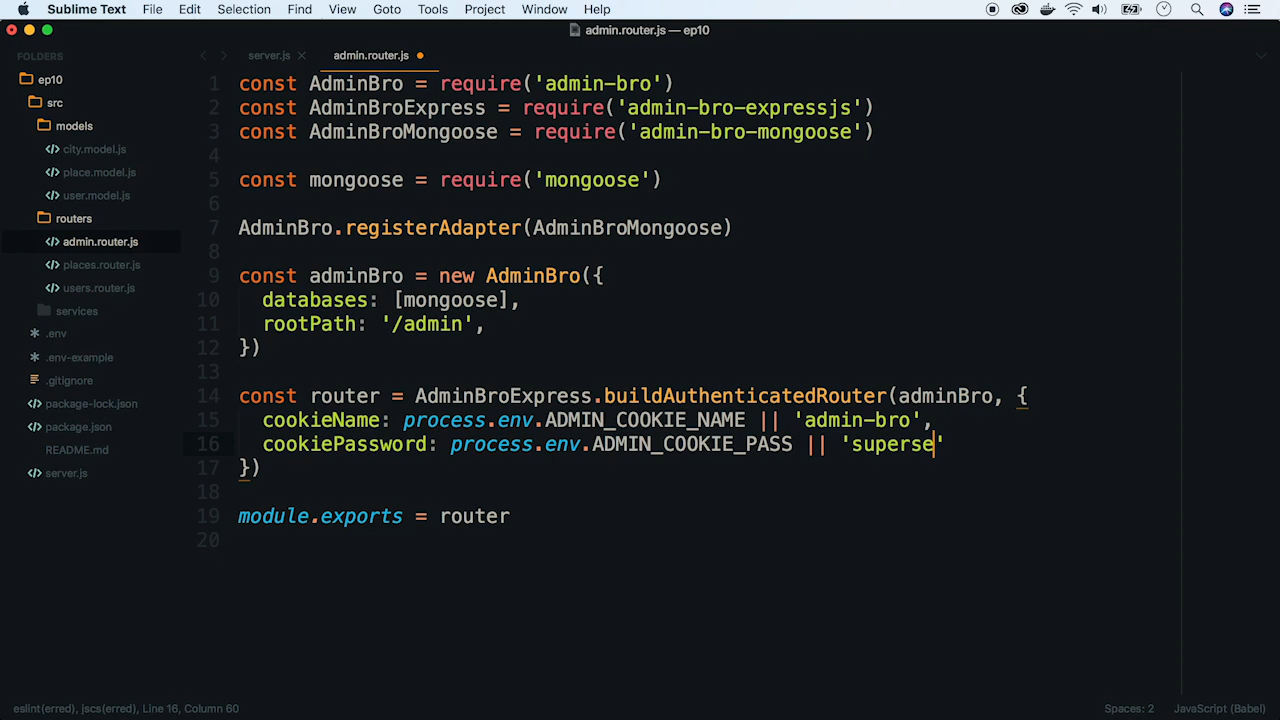 Sublime Text File Edit Selection Find View Goto Tools Project Window Help
admin.router.js — ep10
FOLDERS
ep10
src
models
city.model.js
place.model.js
user.model.js
routers
admin.router.js
places.router.js
users.router.js
services
.env
.env-example
.gitignore
package-lock.json
package.json
README.md
server.js
server.js admin.router.js
1 const AdminBro = require('admin-bro')
2 const AdminBroExpress = require('admin-bro-expressjs')
3 const AdminBroMongoose = require('admin-bro-mongoose')
4
5 const mongoose = require('mongoose')
6
7 AdminBro.registerAdapter(AdminBroMongoose)
8
9 const adminBro = new AdminBro({
10 databases: [mongoose],
11 rootPath: '/admin',
12 })
13
14 const router = AdminBroExpress.buildAuthenticatedRouter(adminBro, {
15 cookieName: process.env.ADMIN_COOKIE_NAME || 'admin-bro',
16 cookiePassword: process.env.ADMIN_COOKIE_PASS || 'superse'
17 })
18
19 module.exports = router
20
eslint(erred), jscs(erred), Line 16, Column 60
Spaces: 2 JavaScript (Babel)